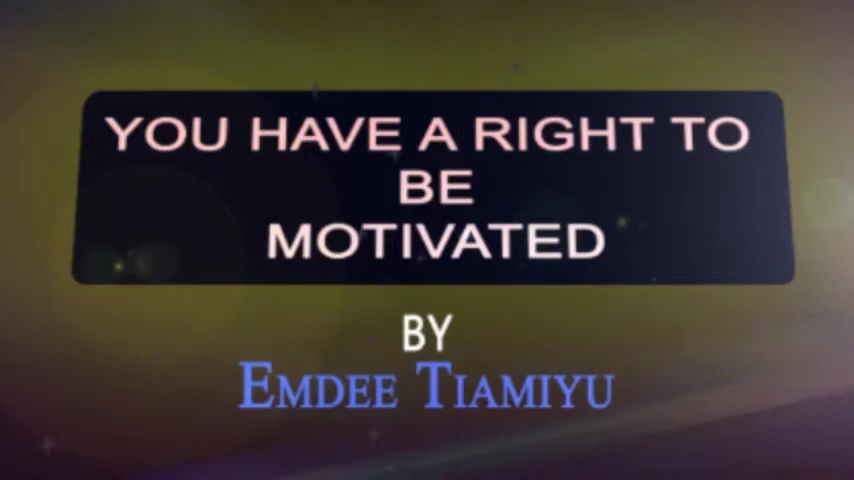 YOU HAVE A RIGHT TO
BE
MOTIVATED
BY
EMDEE TIAMIYU